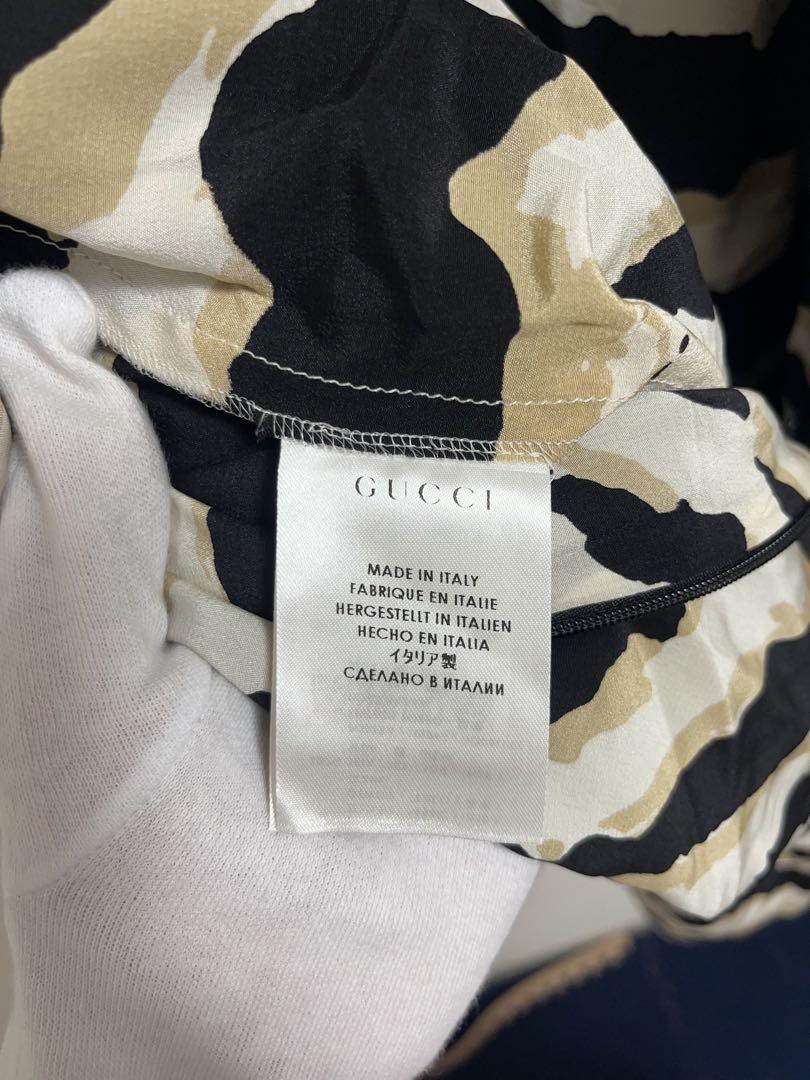 GUCCI
MADE IN ITALY
FABRIQUE EN ITALIE
HERGESTELLT IN ITALIEN
HECHO EN ITALIA
イタリア製
СДЕЛАНО В ИТАЛИИ